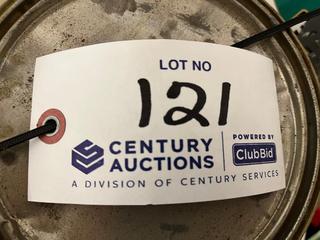 LOT NO
121
CENTURY
AUCTIONS
POWERED BY
ClubBid
A DIVISION OF CENTURY SERVICES